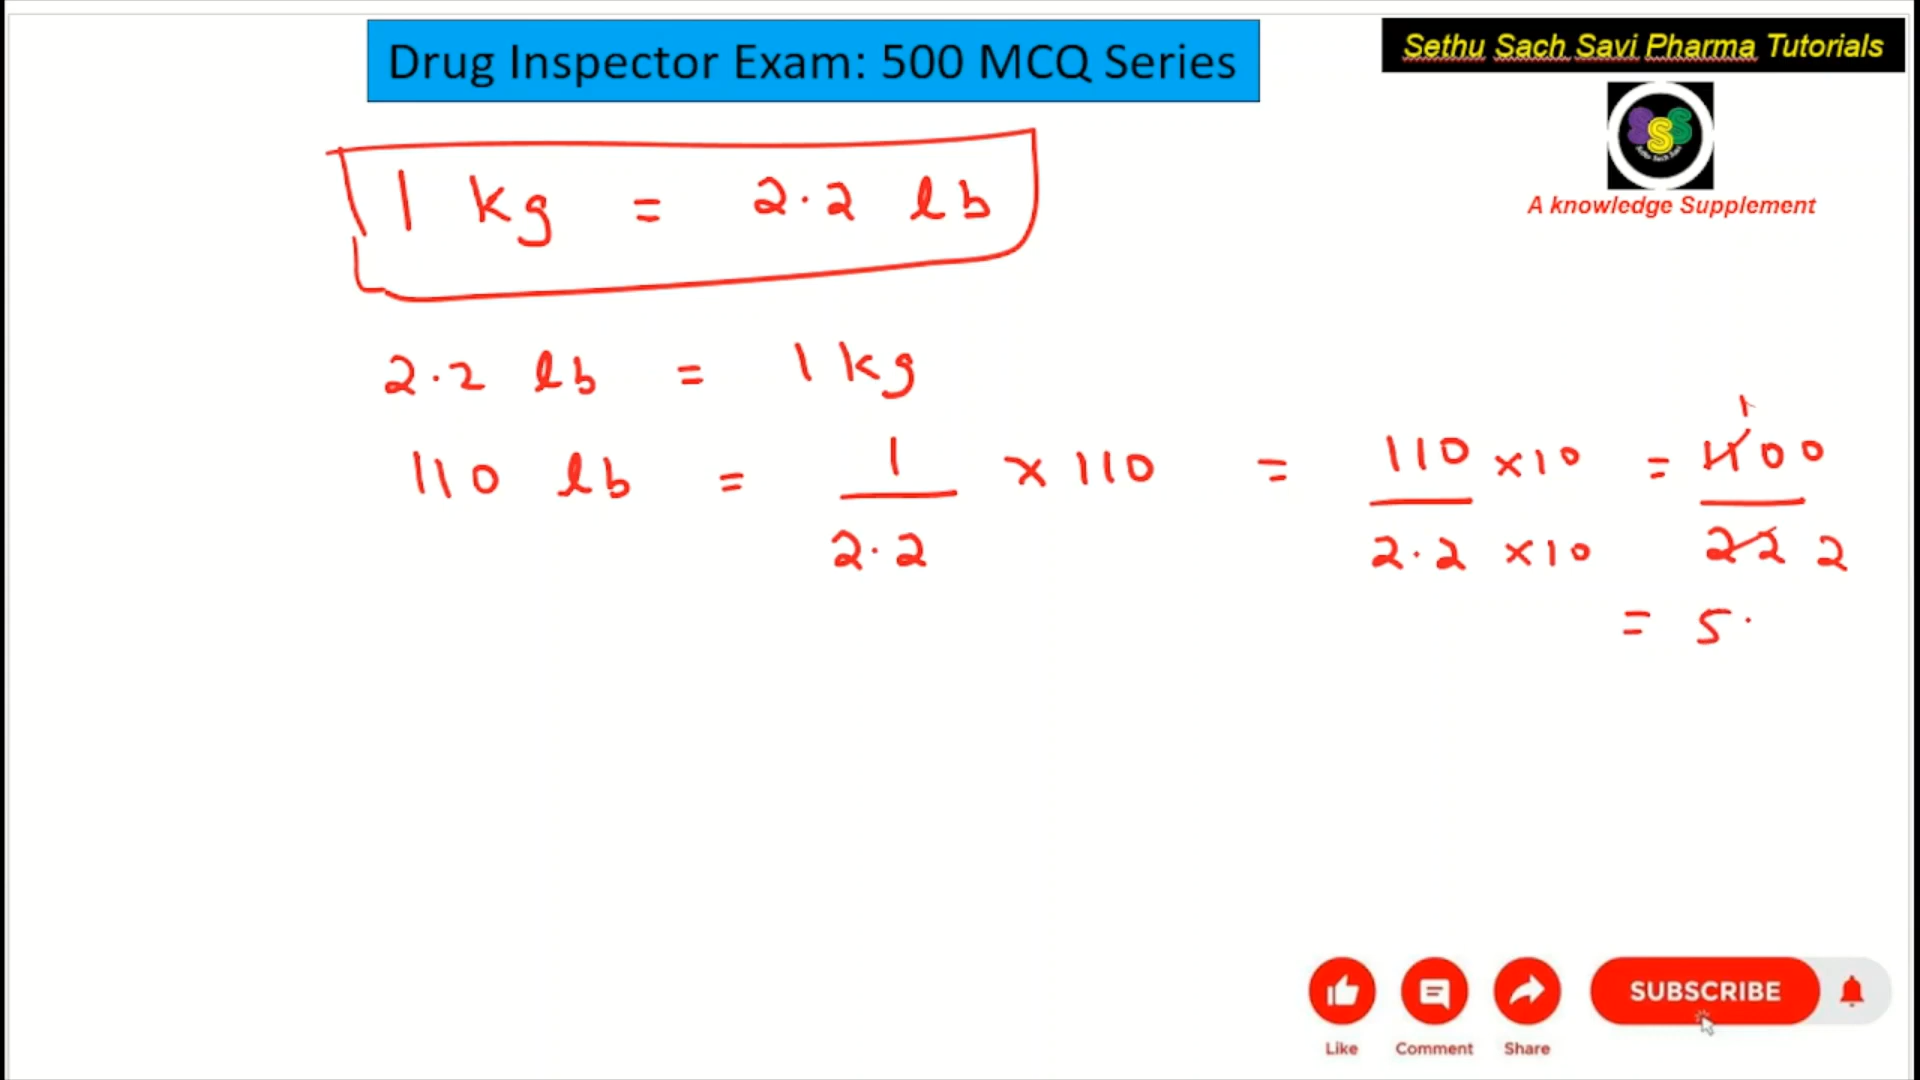 Drug Inspector Exam: 500 MCQ Series
Sethu Sach Savi Pharma Tutorials
SSS
A knowledge Supplement
1 kg = 2.2 lb
2.2 lb = 1 kg
110 lb = 1/2.2 × 110 = 110 × 10 / 2.2 × 10 = 1100/22 2
1
= 5.
SUBSCRIBE
Like Comment Share